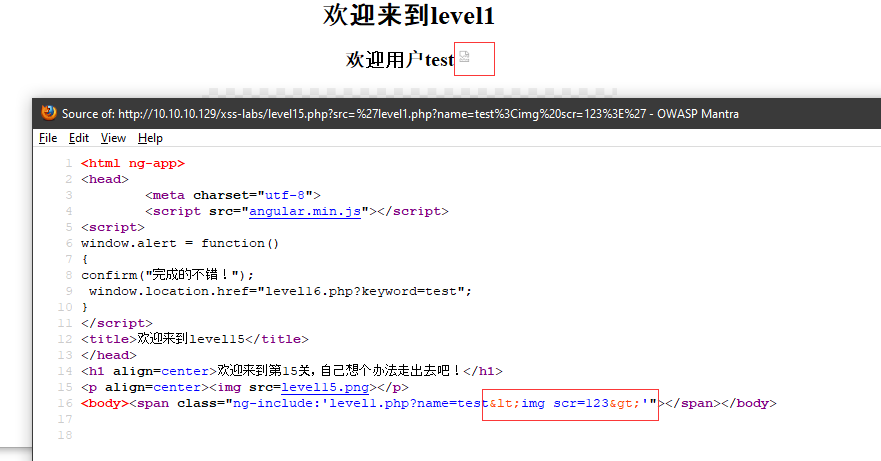 欢迎来到level1
欢迎用户test
Source of: http://10.10.10.129/xss-labs/level15.php?src=%27level1.php?name=test%3Cimg%20scr=123%3E%27 - OWASP Mantra
File Edit View Help
1 <html ng-app>
2 <head>
3 <meta charset="utf-8">
4 <script src="angular.min.js"></script>
5 <script>
6 window.alert = function()
7 {
8 confirm("完成的不错！");
9 window.location.href="level16.php?keyword=test";
10 }
11 </script>
12 <title>欢迎来到level15</title>
13 </head>
14 <h1 align=center>欢迎来到第15关，自己想个办法走出去吧！</h1>
15 <p align=center><img src=level15.png></p>
16 <body><span class="ng-include:'level1.php?name=test&lt;img scr=123&gt;'"></span></body>
17
18